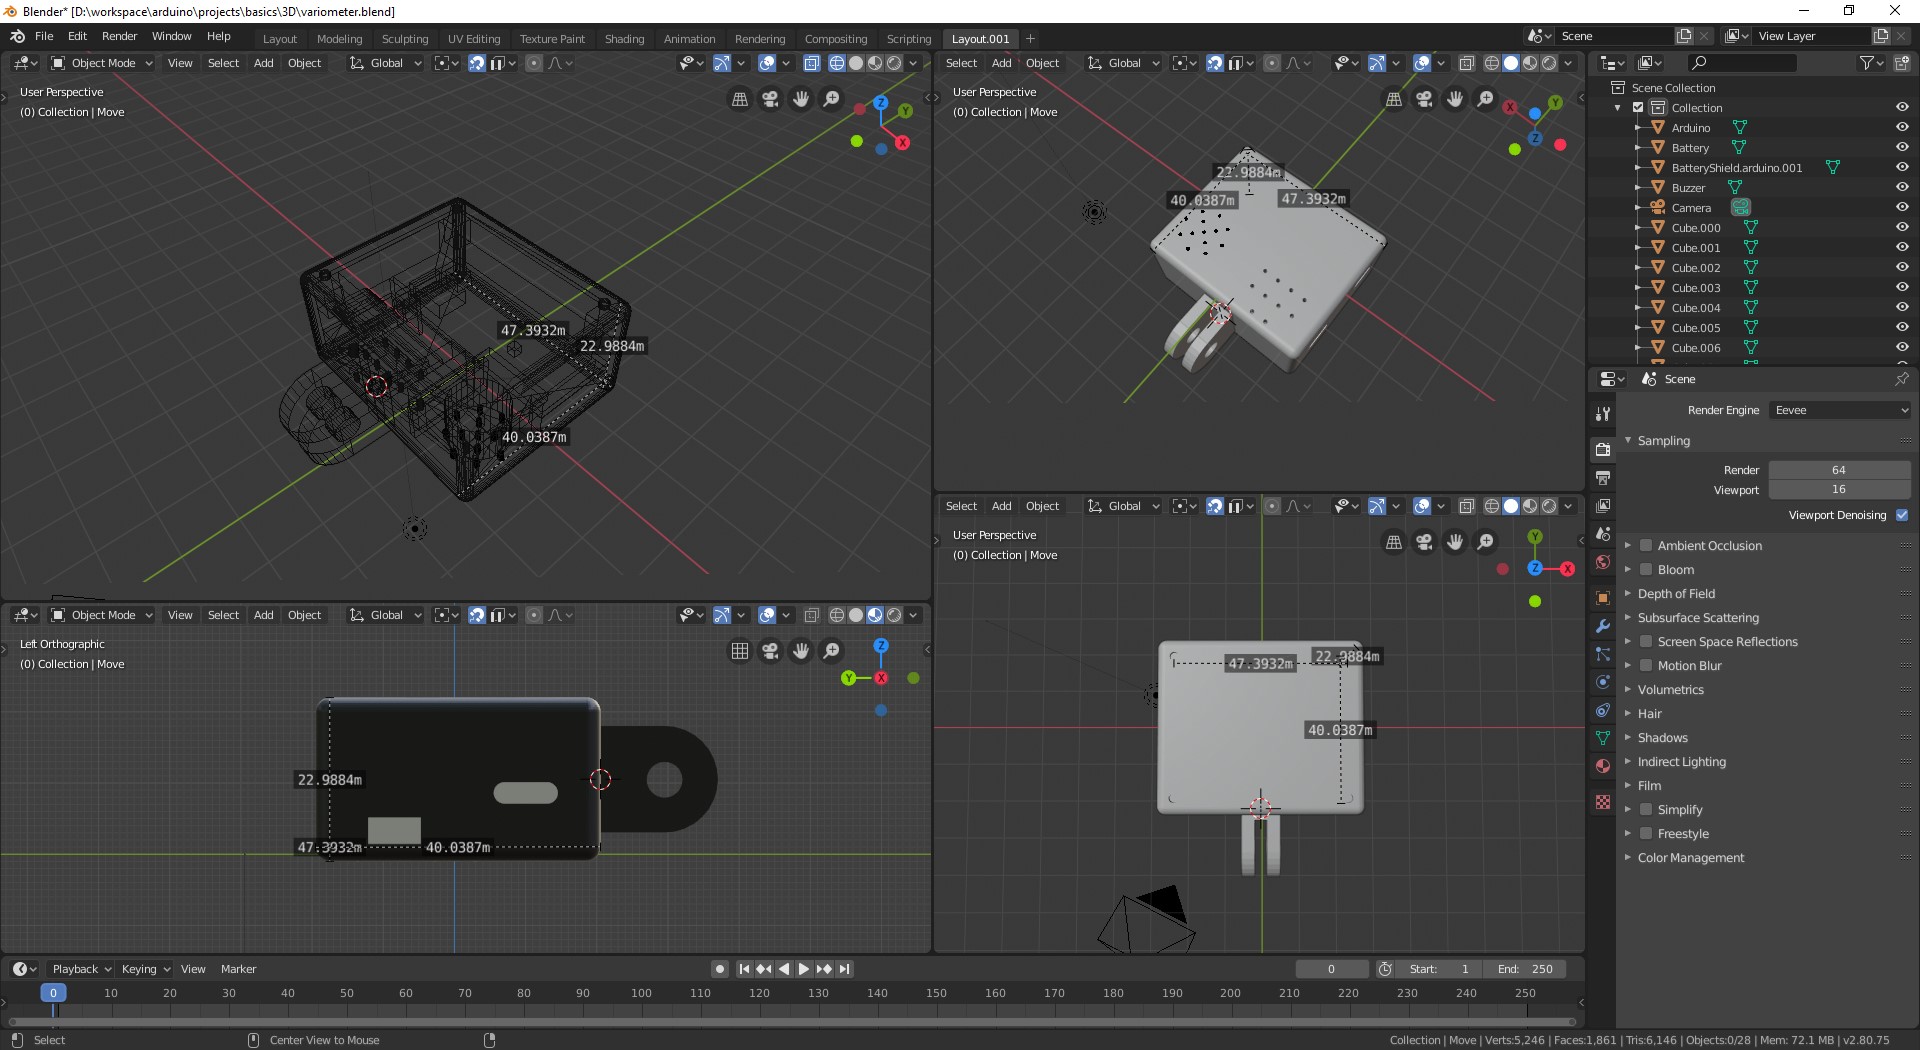 Blender* [D:\workspace\arduino\projects\basics\3D\variometer.blend]
File Edit Render Window Help Layout Modeling Sculpting UV Editing Texture Paint Shading Animation Rendering Compositing Scripting Layout.001 + Scene View Layer
Object Mode View Select Add Object Global
User Perspective
(0) Collection | Move
Z
Y
X
47.3932m
22.9884m
40.0387m
Select Add Object Global
User Perspective
(0) Collection | Move
X
Y
Z
22.9884m
40.0387m
47.3932m
Object Mode View Select Add Object Global
Left Orthographic
(0) Collection | Move
Z
Y
X
22.9884m
47.3932m
40.0387m
Select Add Object Global
User Perspective
(0) Collection | Move
Y
Z
X
47.3932m
22.9884m
40.0387m
Scene Collection
Collection
Arduino
Battery
BatteryShield.arduino.001
Buzzer
Camera
Cube.000
Cube.001
Cube.002
Cube.003
Cube.004
Cube.005
Cube.006
Scene
Render Engine Eevee
Sampling
Render 64
Viewport 16
Viewport Denoising
Ambient Occlusion
Bloom
Depth of Field
Subsurface Scattering
Screen Space Reflections
Motion Blur
Volumetrics
Hair
Shadows
Indirect Lighting
Film
Simplify
Freestyle
Color Management
Playback Keying View Marker 0 Start: 1 End: 250
0 10 20 30 40 50 60 70 80 90 100 110 120 130 140 150 160 170 180 190 200 210 220 230 240 250
Select Center View to Mouse Collection | Move | Verts:5,246 | Faces:1,861 | Tris:6,146 | Objects:0/28 | Mem: 72.1 MB | v2.80.75